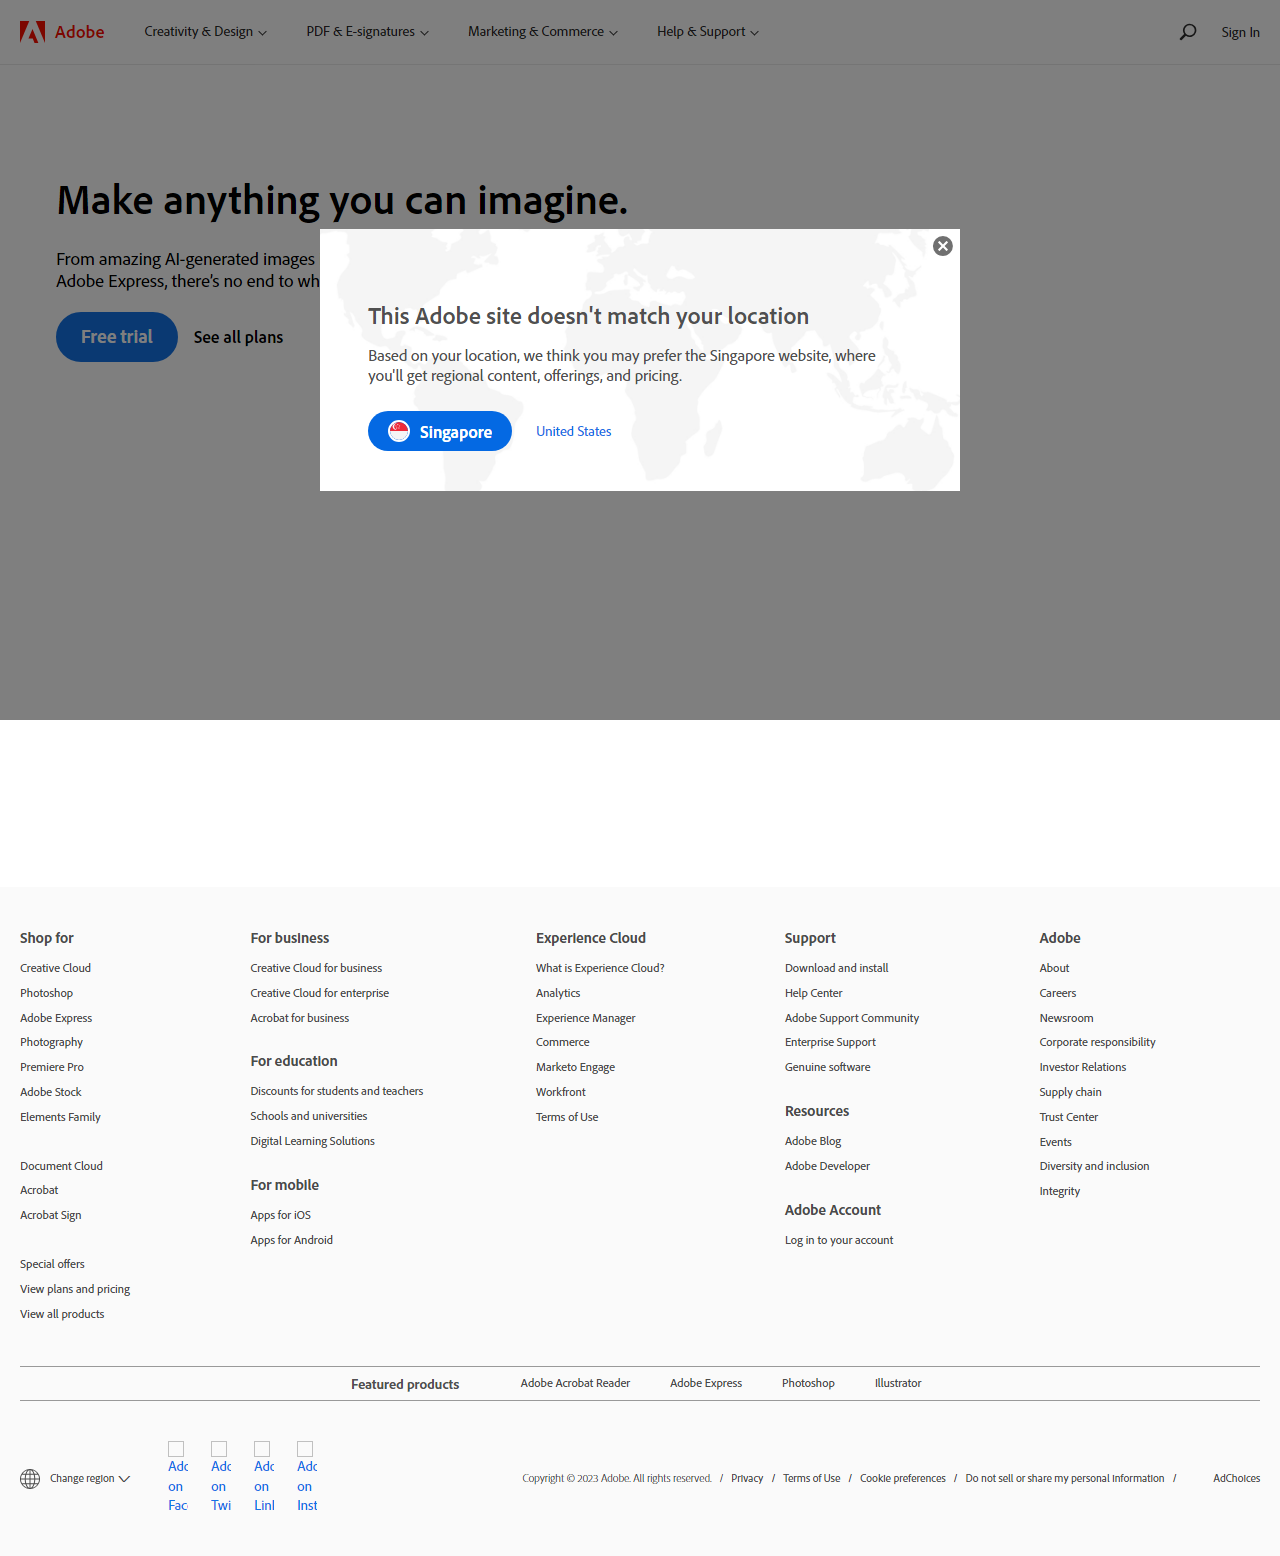 Adobe
Creativity & Design
PDF & E-signatures
Marketing & Commerce
Help & Support
Sign In
Make anything you can imagine.
From amazing AI-generated images
Adobe Express, there's no end to wh
Free trial
See all plans
This Adobe site doesn't match your location
Based on your location, we think you may prefer the Singapore website, where
you'll get regional content, offerings, and pricing.
Singapore
United States
Shop for
Creative Cloud
Photoshop
Adobe Express
Photography
Premiere Pro
Adobe Stock
Elements Family
Document Cloud
Acrobat
Acrobat Sign
Special offers
View plans and pricing
View all products
For business
Creative Cloud for business
Creative Cloud for enterprise
Acrobat for business
For education
Discounts for students and teachers
Schools and universities
Digital Learning Solutions
For mobile
Apps for iOS
Apps for Android
Experience Cloud
What is Experience Cloud?
Analytics
Experience Manager
Commerce
Marketo Engage
Workfront
Terms of Use
Support
Download and install
Help Center
Adobe Support Community
Enterprise Support
Genuine software
Resources
Adobe Blog
Adobe Developer
Adobe Account
Log in to your account
Adobe
About
Careers
Newsroom
Corporate responsibility
Investor Relations
Supply chain
Trust Center
Events
Diversity and inclusion
Integrity
Featured products
Adobe Acrobat Reader
Adobe Express
Photoshop
Illustrator
Change region
Adc
on
Fac
Adc
on
Twi
Adc
on
Linl
Adc
on
Inst
Copyright © 2023 Adobe. All rights reserved. / Privacy / Terms of Use / Cookie preferences / Do not sell or share my personal information /
AdChoices